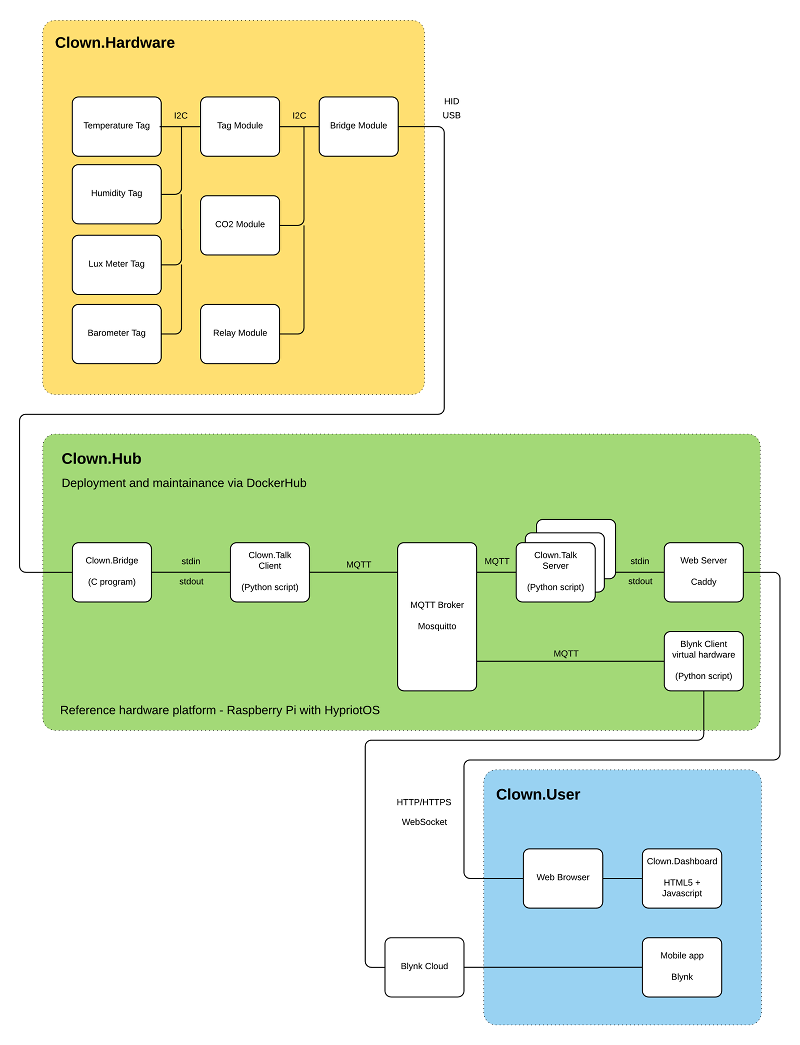 Clown.Hardware
HID
USB
Temperature Tag
I2C
Tag Module
I2C
Bridge Module
Humidity Tag
CO2 Module
Lux Meter Tag
Barometer Tag
Relay Module
Clown.Hub
Deployment and maintainance via DockerHub
Clown.Bridge
(C program)
stdin
stdout
Clown.Talk
Client
(Python script)
MQTT
MQTT Broker
Mosquitto
MQTT
Clown.Talk
Server
(Python script)
stdin
stdout
Web Server
Caddy
MQTT
Blynk Client
virtual hardware
(Python script)
Reference hardware platform - Raspberry Pi with HypriotOS
Clown.User
HTTP/HTTPS
WebSocket
Web Browser
Clown.Dashboard
HTML5 +
Javascript
Blynk Cloud
Mobile app
Blynk